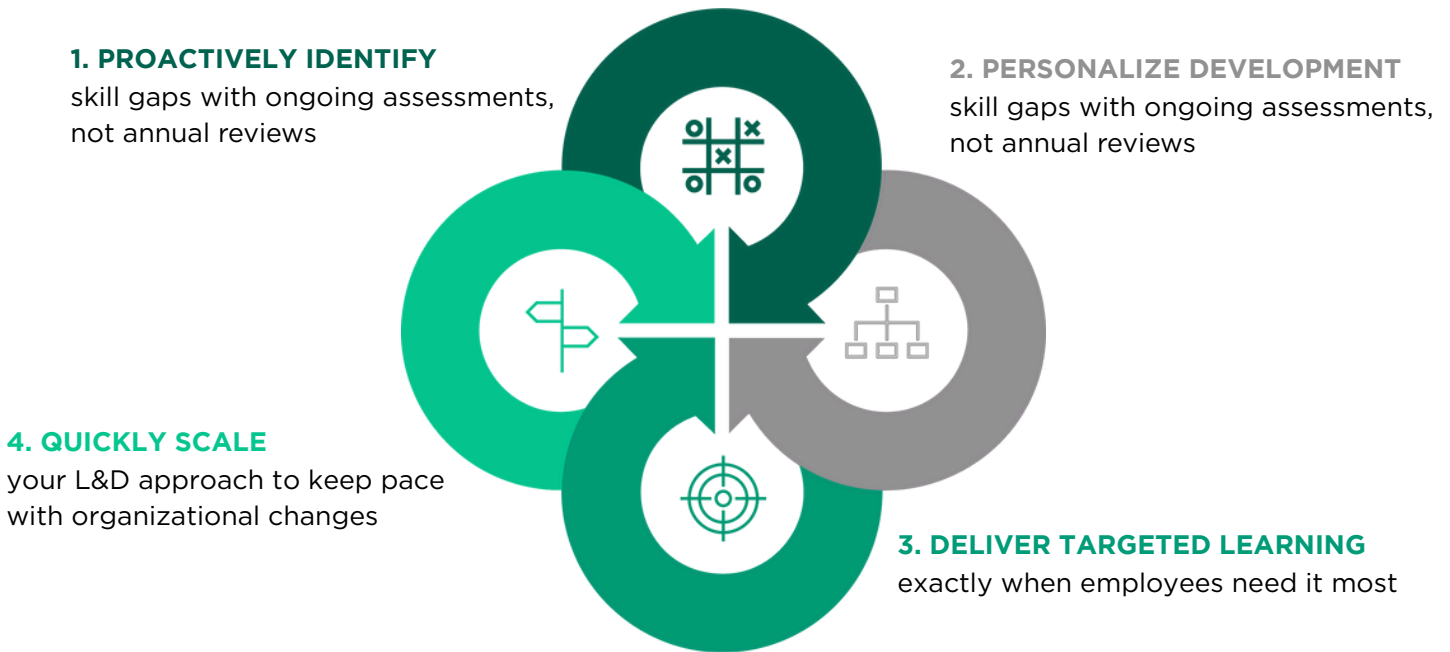 1. PROACTIVELY IDENTIFY
skill gaps with ongoing assessments,
not annual reviews
2. PERSONALIZE DEVELOPMENT
skill gaps with ongoing assessments,
not annual reviews
3. DELIVER TARGETED LEARNING
exactly when employees need it most
4. QUICKLY SCALE
your L&D approach to keep pace
with organizational changes